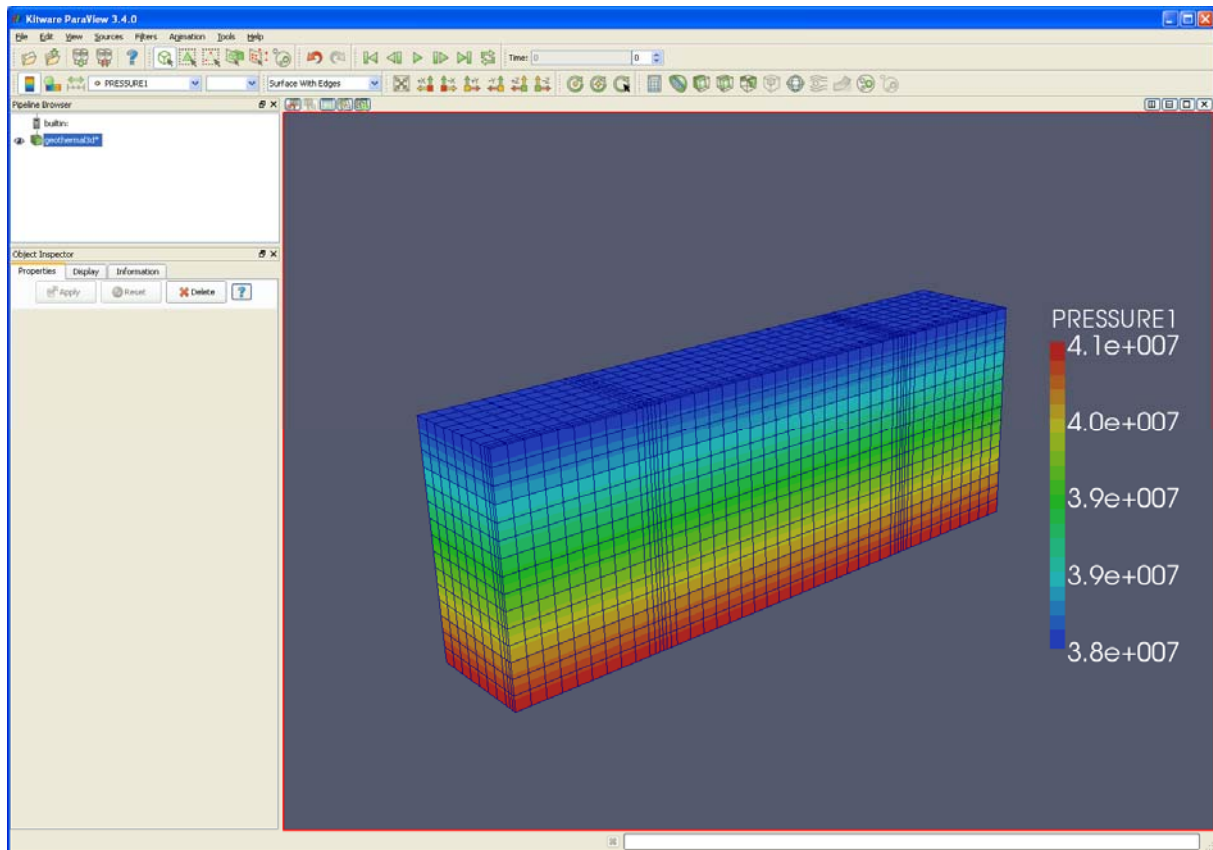 Kitware ParaView 3.4.0
File Edit View Sources Filters Animation Tools Help
Time: 0 0
PRESSURE1 Surface With Edges
Pipeline Browser
builtin:
geothermal3d*
Object Inspector
Properties Display Information
Apply Reset Delete ?
PRESSURE1
4.1e+007
4.0e+007
3.9e+007
3.9e+007
3.8e+007